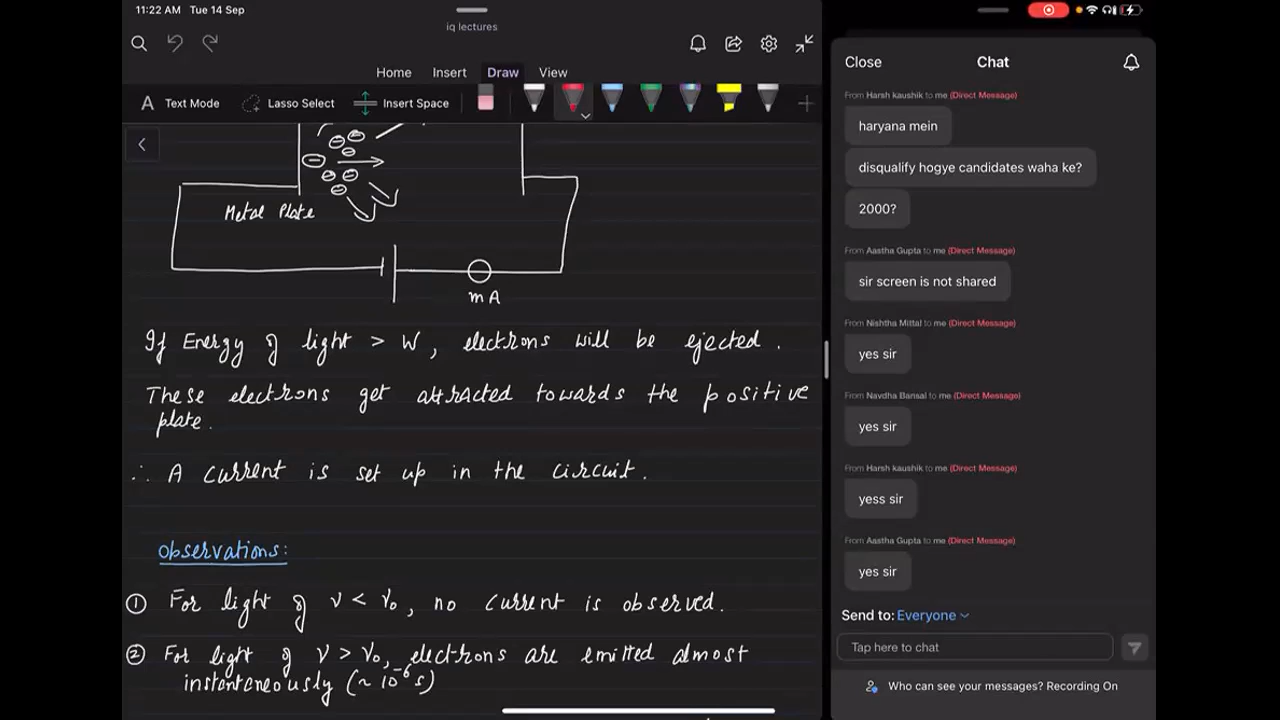 11:22 AM Tue 14 Sep
iq lectures
Home Insert Draw View
A Text Mode Lasso Select Insert Space
Metal Plate
mA
If Energy of light > W, electrons will be ejected.
These electrons get attracted towards the positive
plate.
∴ A current is set up in the circuit.
Observations:
① For light of ν < ν₀, no current is observed.
② For light of ν > ν₀, electrons are emitted almost
instantaneously (~ 10⁻⁶ s)
Close Chat
From Harsh kaushik to me (Direct Message)
haryana mein
disqualify hogye candidates waha ke?
2000?
From Aastha Gupta to me (Direct Message)
sir screen is not shared
From Nishtha Mittal to me (Direct Message)
yes sir
From Navdha Bansal to me (Direct Message)
yes sir
From Harsh kaushik to me (Direct Message)
yess sir
From Aastha Gupta to me (Direct Message)
yes sir
Send to: Everyone
Tap here to chat
Who can see your messages? Recording On